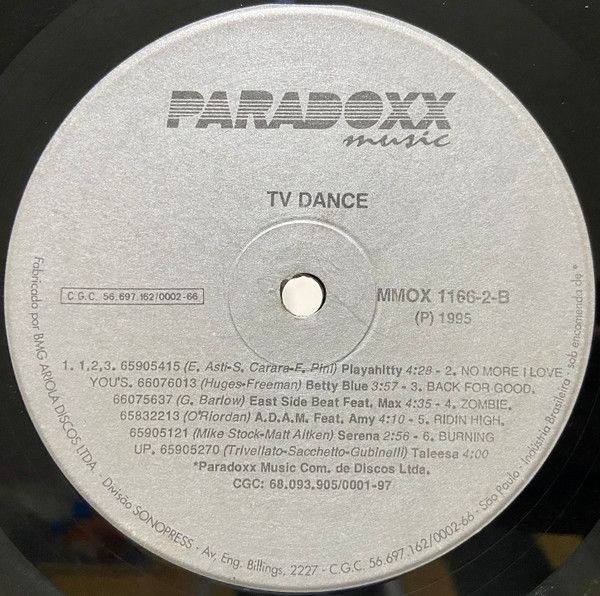 PARADOXX
music
TV DANCE
C.G.C. 56.697.162/0002-66
MMOX 1166-2-B
(P) 1995
1. 1,2,3. 65905415 (E. Asti-S. Carara-F. Pini) Playahitty 4:28 - 2. NO MORE I LOVE
YOU'S. 66076013 (Huges-Freeman) Betty Blue 3:57 - 3. BACK FOR GOOD.
66075637 (G. Barlow) East Side Beat Feat. Max 4:35 - 4. ZOMBIE.
65832213 (O'Riordan) A.D.A.M. Feat. Amy 4:10 - 5. RIDIN HIGH.
65905121 (Mike Stock-Matt Aitken) Serena 2:56 - 6. BURNING
UP. 65905270 (Trivellato-Sacchetto-Gubinelli) Taleesa 4:00
*Paradoxx Music Com. de Discos Ltda.
CGC: 68.093.905/0001-97
Fabricado por BMG ARIOLA DISCOS LTDA. - Divisão SONOPRESS - Av. Eng. Billings, 2227 - C.G.C. 56.697.162/0002-66 - São Paulo - Indústria Brasileira - sob encomenda de *